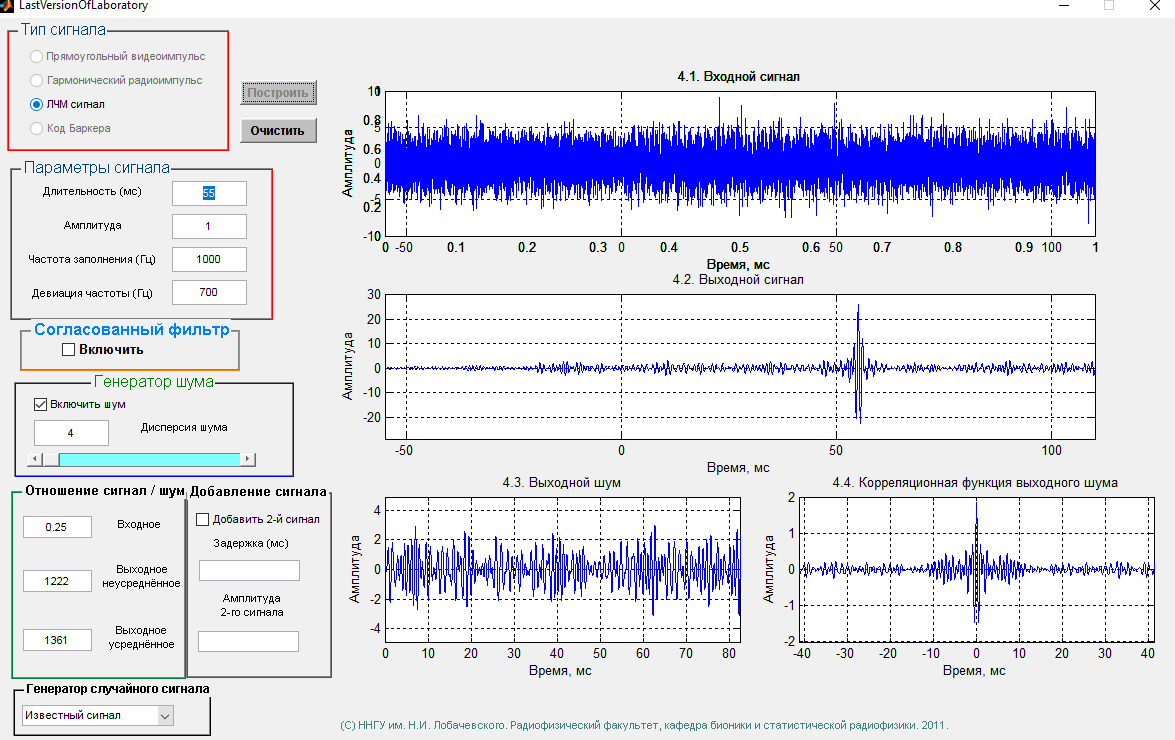 LastVersionOfLaboratory
Тип сигнала
Прямоугольный видеоимпульс
Гармонический радиоимпульс
ЛЧМ сигнал
Код Баркера
Построить
Очистить
Параметры сигнала
Длительность (мс)
55
Амплитуда
1
Частота заполнения (Гц)
1000
Девиация частоты (Гц)
700
Согласованный фильтр
Включить
Генератор шума
Включить шум
4
Дисперсия шума
Отношение сигнал / шум
0.25
Входное
1222
Выходное
неусреднённое
1361
Выходное
усреднённое
Добавление сигнала
Добавить 2-й сигнал
Задержка (мс)
Амплитуда
2-го сигнала
Генератор случайного сигнала
Известный сигнал
4.1. Входной сигнал
Амплитуда
10
1
0.8
5
0.6
0
0.4
-5
0.2
-10
0 -50 0.1 0.2 0.3 0 0.4 0.5 0.6 50 0.7 0.8 0.9 100 1
Время, мс
4.2. Выходной сигнал
Амплитуда
30
20
10
0
-10
-20
-50 0 50 100
Время, мс
4.3. Выходной шум
Амплитуда
4
2
0
-2
-4
0 10 20 30 40 50 60 70 80
Время, мс
4.4. Корреляционная функция выходного шума
Амплитуда
2
1
0
-1
-2
-40 -30 -20 -10 0 10 20 30 40
Время, мс
(C) ННГУ им. Н.И. Лобачевского. Радиофизический факультет, кафедра бионики и статистической радиофизики. 2011.